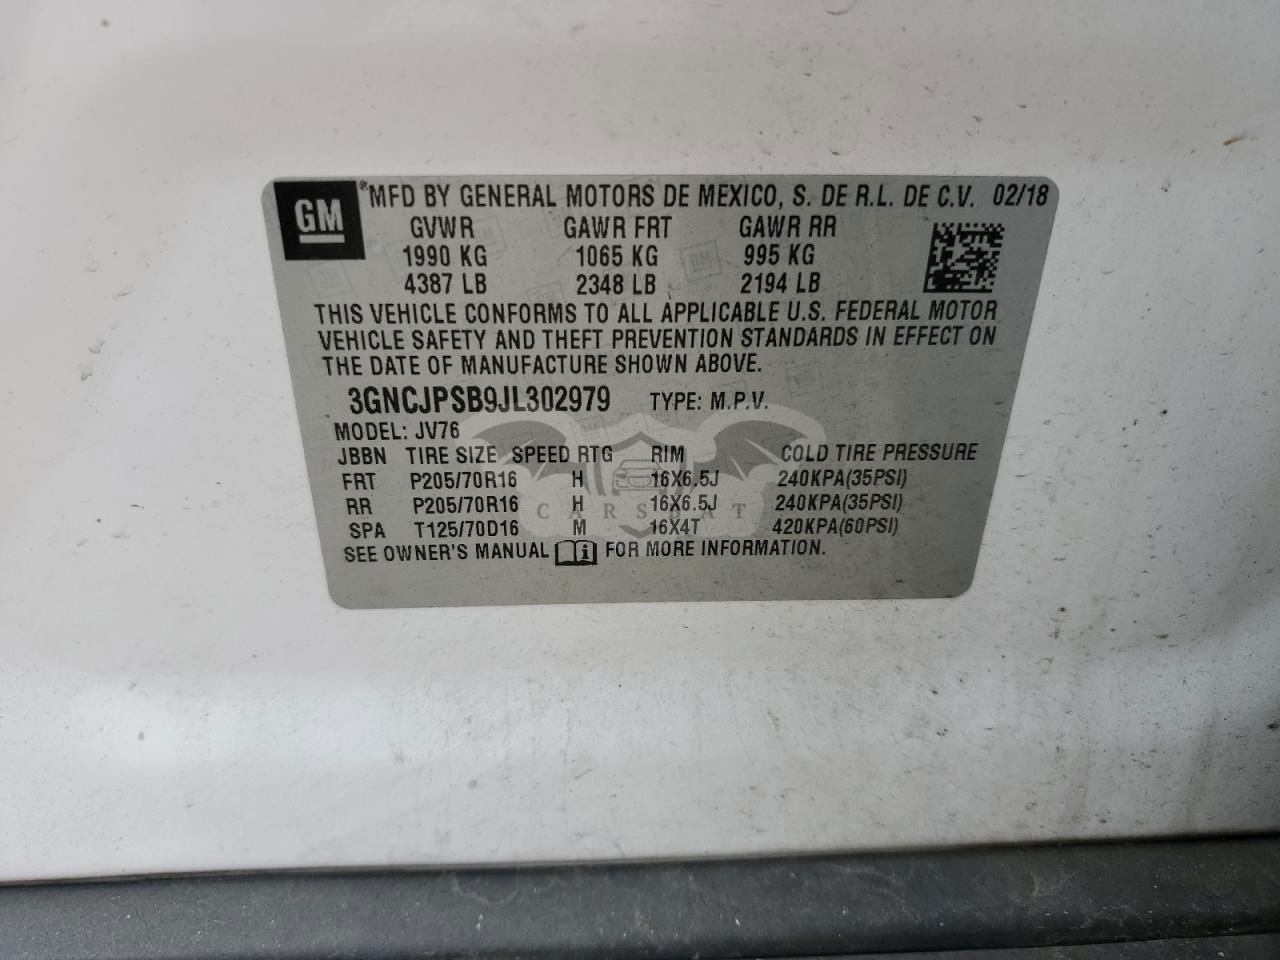 GM
® MFD BY GENERAL MOTORS DE MEXICO, S. DE R.L. DE C.V. 02/18
GVWR GAWR FRT GAWR RR
1990 KG 1065 KG 995 KG
4387 LB 2348 LB 2194 LB
THIS VEHICLE CONFORMS TO ALL APPLICABLE U.S. FEDERAL MOTOR
VEHICLE SAFETY AND THEFT PREVENTION STANDARDS IN EFFECT ON
THE DATE OF MANUFACTURE SHOWN ABOVE.
3GNCJPSB9JL302979 TYPE: M.P.V.
MODEL: JV76
JBBN TIRE SIZE SPEED RTG RIM COLD TIRE PRESSURE
FRT P205/70R16 H 16X6.5J 240KPA(35PSI)
RR P205/70R16 H 16X6.5J 240KPA(35PSI)
CARSBAT
SPA T125/70D16 M 16X4T 420KPA(60PSI)
SEE OWNER'S MANUAL i FOR MORE INFORMATION.